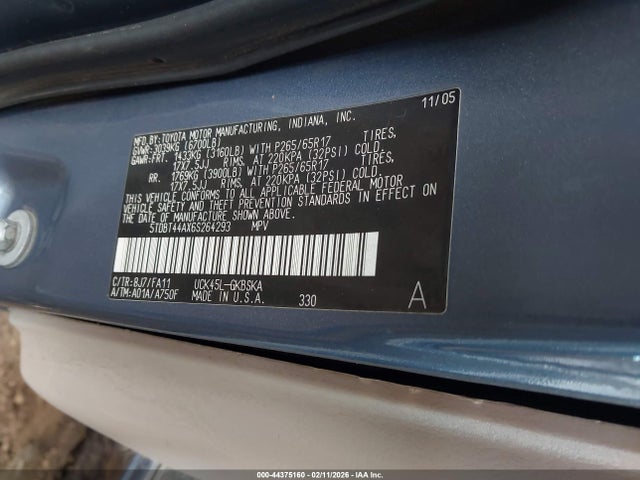 11/05
MFD.BY:TOYOTA MOTOR MANUFACTURING, INDIANA, INC.
GVWR:3039KG (6700LB)
GAWR:FRT. 1433KG (3160LB) WITH P265/65R17 TIRES,
17X7.5JJ RIMS, AT 220KPA (32PSI) COLD.
RR. 1769KG (3900LB) WITH P265/65R17 TIRES,
17X7.5JJ RIMS, AT 220KPA (32PSI) COLD.
THIS VEHICLE CONFORMS TO ALL APPLICABLE FEDERAL MOTOR
VEHICLE SAFETY AND THEFT PREVENTION STANDARDS IN EFFECT ON
THE DATE OF MANUFACTURE SHOWN ABOVE.
5TDBT44AX6S264293 MPV
C/TR:8J7/FA11 UCK45L-GKBSKA
A/TM:A01A/A750F MADE IN U.S.A. 330 A
000-44375160 - 02/11/2026 - IAA Inc.